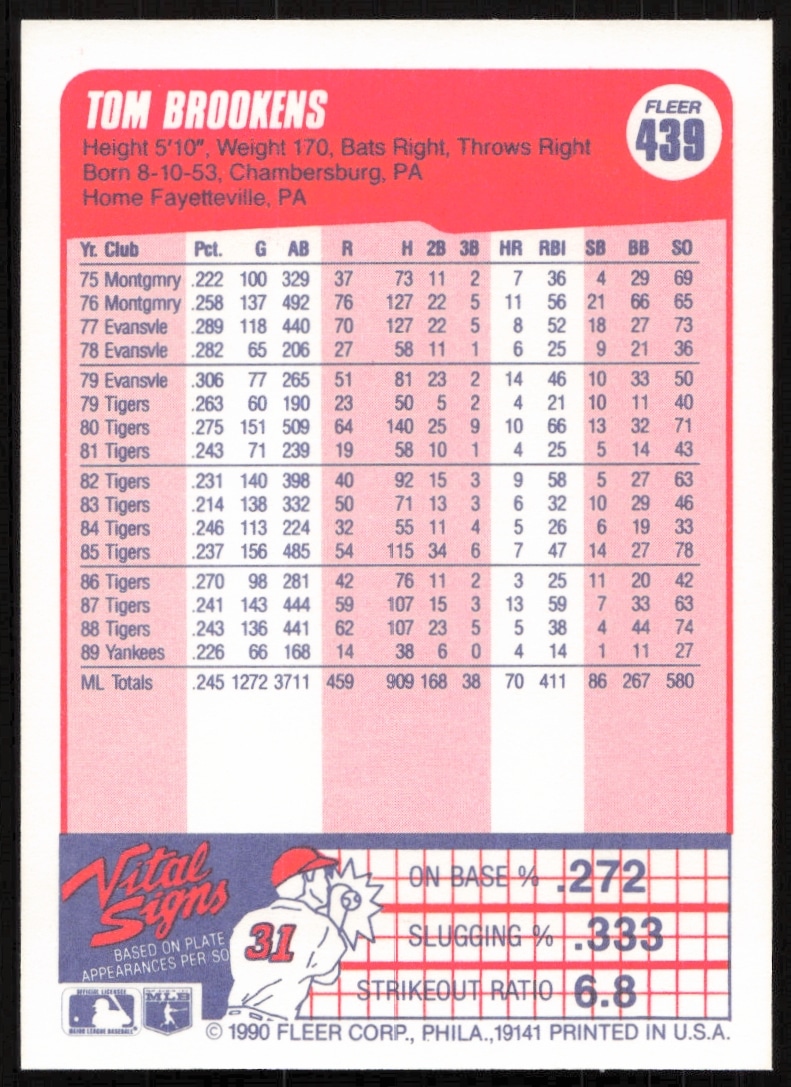 TOM BROOKENS
FLEER
439
Height 5'10", Weight 170, Bats Right, Throws Right
Born 8-10-53, Chambersburg, PA
Home Fayetteville, PA
Yr. Club Pct. G AB R H 2B 3B HR RBI SB BB SO
75 Montgmry .222 100 329 37 73 11 2 7 36 4 29 69
76 Montgmry .258 137 492 76 127 22 5 11 56 21 66 65
77 Evansvle .289 118 440 70 127 22 5 8 52 18 27 73
78 Evansvle .282 65 206 27 58 11 1 6 25 9 21 36
79 Evansvle .306 77 265 51 81 23 2 14 46 10 33 50
79 Tigers .263 60 190 23 50 5 2 4 21 10 11 40
80 Tigers .275 151 509 64 140 25 9 10 66 13 32 71
81 Tigers .243 71 239 19 58 10 1 4 25 5 14 43
82 Tigers .231 140 398 40 92 15 3 9 58 5 27 63
83 Tigers .214 138 332 50 71 13 3 6 32 10 29 46
84 Tigers .246 113 224 32 55 11 4 5 26 6 19 33
85 Tigers .237 156 485 54 115 34 6 7 47 14 27 78
86 Tigers .270 98 281 42 76 11 2 3 25 11 20 42
87 Tigers .241 143 444 59 107 15 3 13 59 7 33 63
88 Tigers .243 136 441 62 107 23 5 5 38 4 44 74
89 Yankees .226 66 168 14 38 6 0 4 14 1 11 27
ML Totals .245 1272 3711 459 909 168 38 70 411 86 267 580
Vital
Signs
BASED ON PLATE
APPEARANCES PER SO
31
ON BASE % .272
SLUGGING % .333
STRIKEOUT RATIO 6.8
OFFICIAL LICENSEE
MAJOR LEAGUE BASEBALL
MLB
© 1990 FLEER CORP., PHILA.,19141 PRINTED IN U.S.A.